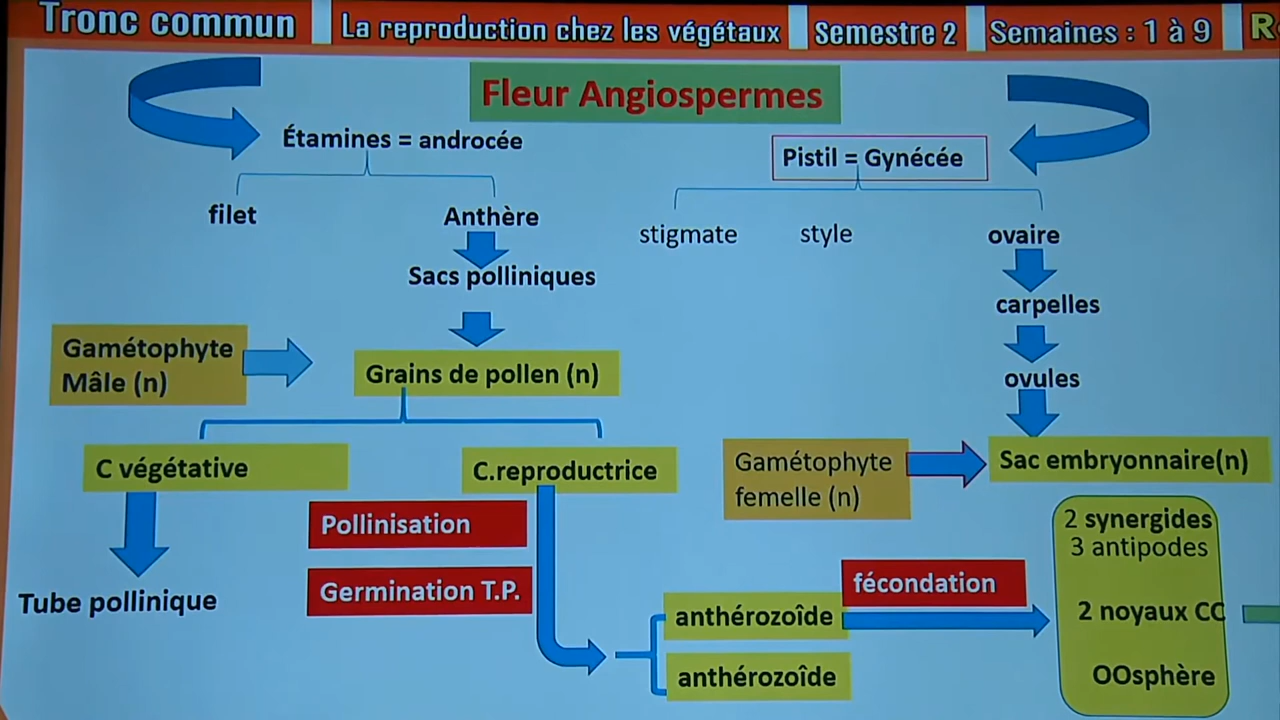 Tronc commun
La reproduction chez les végétaux
Semestre 2
Semaines : 1 à 9
Fleur Angiospermes
Étamines = androcée
Pistil = Gynécée
filet
Anthère
stigmate
style
ovaire
Sacs polliniques
carpelles
Gamétophyte
Mâle (n)
Grains de pollen (n)
ovules
C végétative
C.reproductrice
Gamétophyte
femelle (n)
Sac embryonnaire(n)
Pollinisation
2 synergides
3 antipodes
Germination T.P.
fécondation
Tube pollinique
anthérozoîde
2 noyaux CC
anthérozoîde
OOsphère